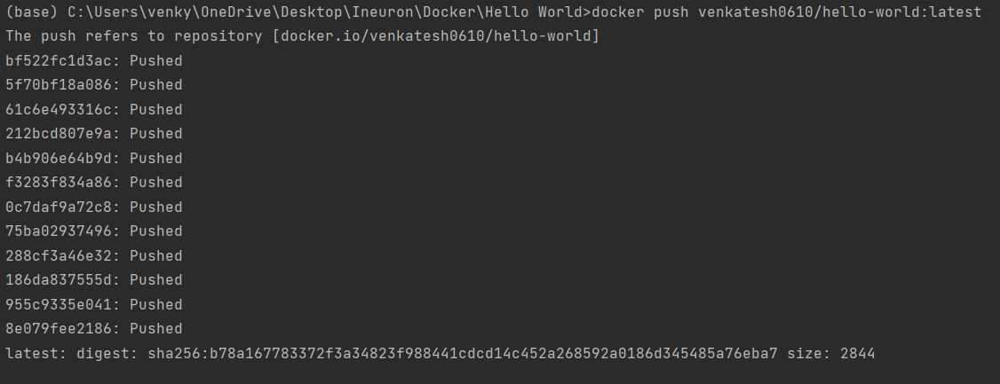 (base) C:\Users\venky\OneDrive\Desktop\Ineuron\Docker\Hello World>docker push venkatesh0610/hello-world:latest
The push refers to repository [docker.io/venkatesh0610/hello-world]
bf522fc1d3ac: Pushed
5f70bf18a086: Pushed
61c6e493316c: Pushed
212bcd807e9a: Pushed
b4b906e64b9d: Pushed
f3283f834a86: Pushed
0c7daf9a72c8: Pushed
75ba02937496: Pushed
288cf3a46e32: Pushed
186da837555d: Pushed
955c9335e041: Pushed
8e079fee2186: Pushed
latest: digest: sha256:b78a167783372f3a34823f988441cdcd14c452a268592a0186d345485a76eba7 size: 2844